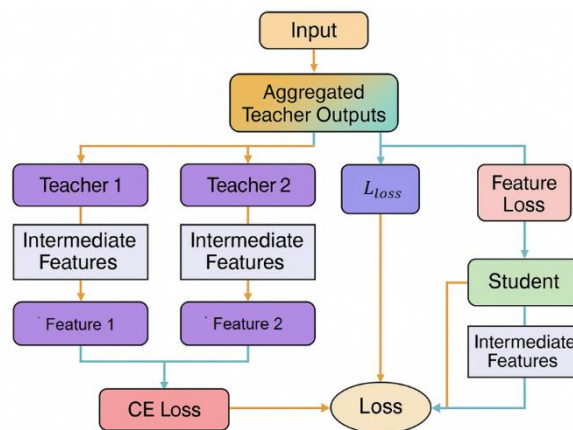 Input
Aggregated
Teacher Outputs
Teacher 1
Teacher 2
L_loss
Feature
Loss
Intermediate
Features
Intermediate
Features
Student
Feature 1
Feature 2
Intermediate
Features
CE Loss
Loss